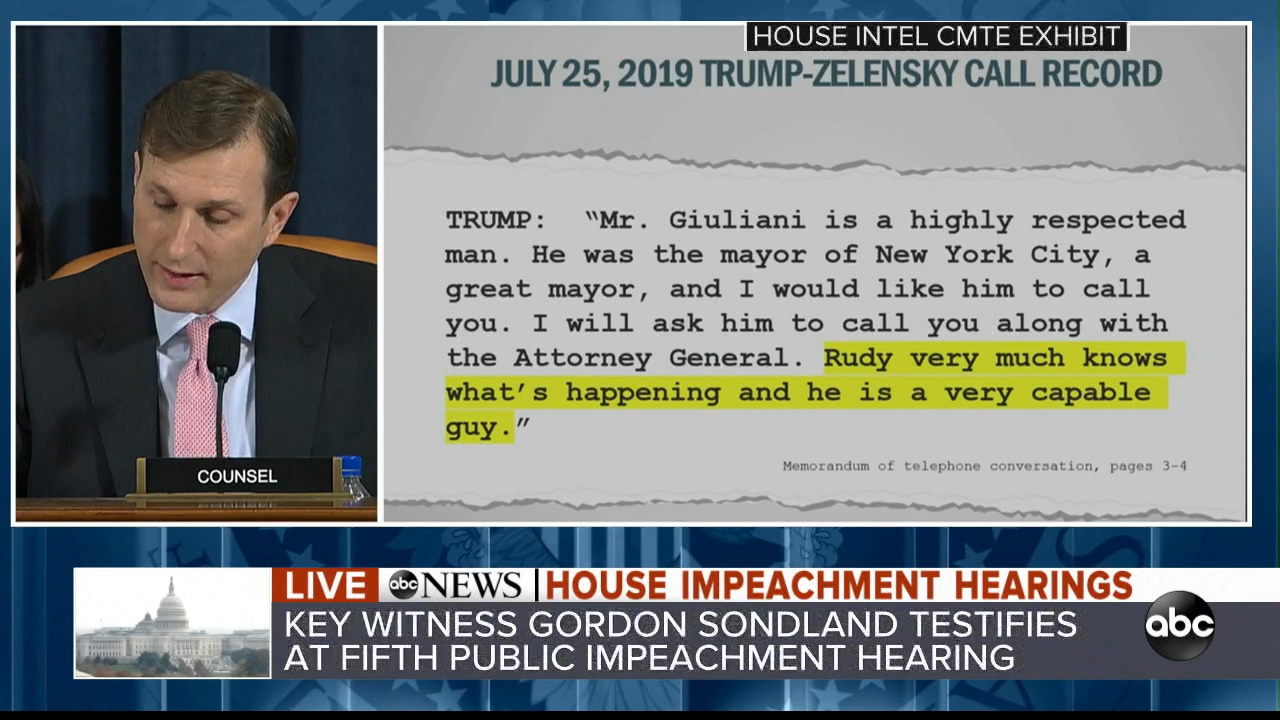 HOUSE INTEL CMTE EXHIBIT
JULY 25, 2019 TRUMP-ZELENSKY CALL RECORD
TRUMP: “Mr. Giuliani is a highly respected
man. He was the mayor of New York City, a
great mayor, and I would like him to call
you. I will ask him to call you along with
the Attorney General. Rudy very much knows
what’s happening and he is a very capable
guy.”
Memorandum of telephone conversation, pages 3-4
COUNSEL
LIVE abc NEWS HOUSE IMPEACHMENT HEARINGS
KEY WITNESS GORDON SONDLAND TESTIFIES
AT FIFTH PUBLIC IMPEACHMENT HEARING
abc